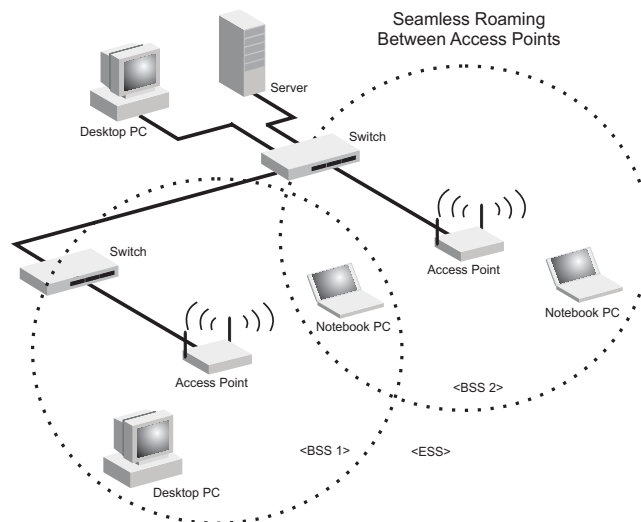 Seamless Roaming
Between Access Points
Server
Desktop PC
Switch
Switch
Access Point
Notebook PC
Notebook PC
Access Point
<BSS 2>
<BSS 1>
<ESS>
Desktop PC